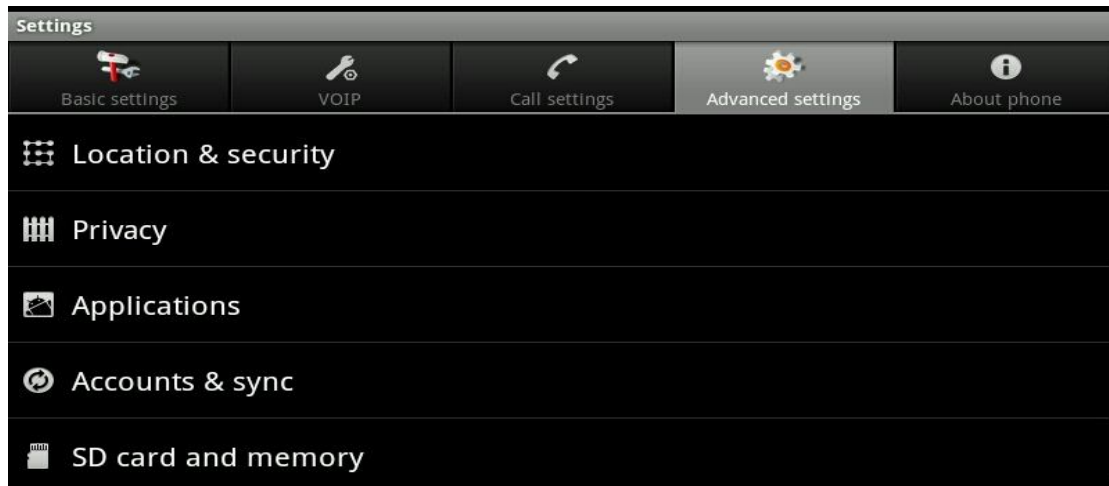 Settings
Basic settings VOIP Call settings Advanced settings About phone
Location & security
Privacy
Applications
Accounts & sync
SD card and memory